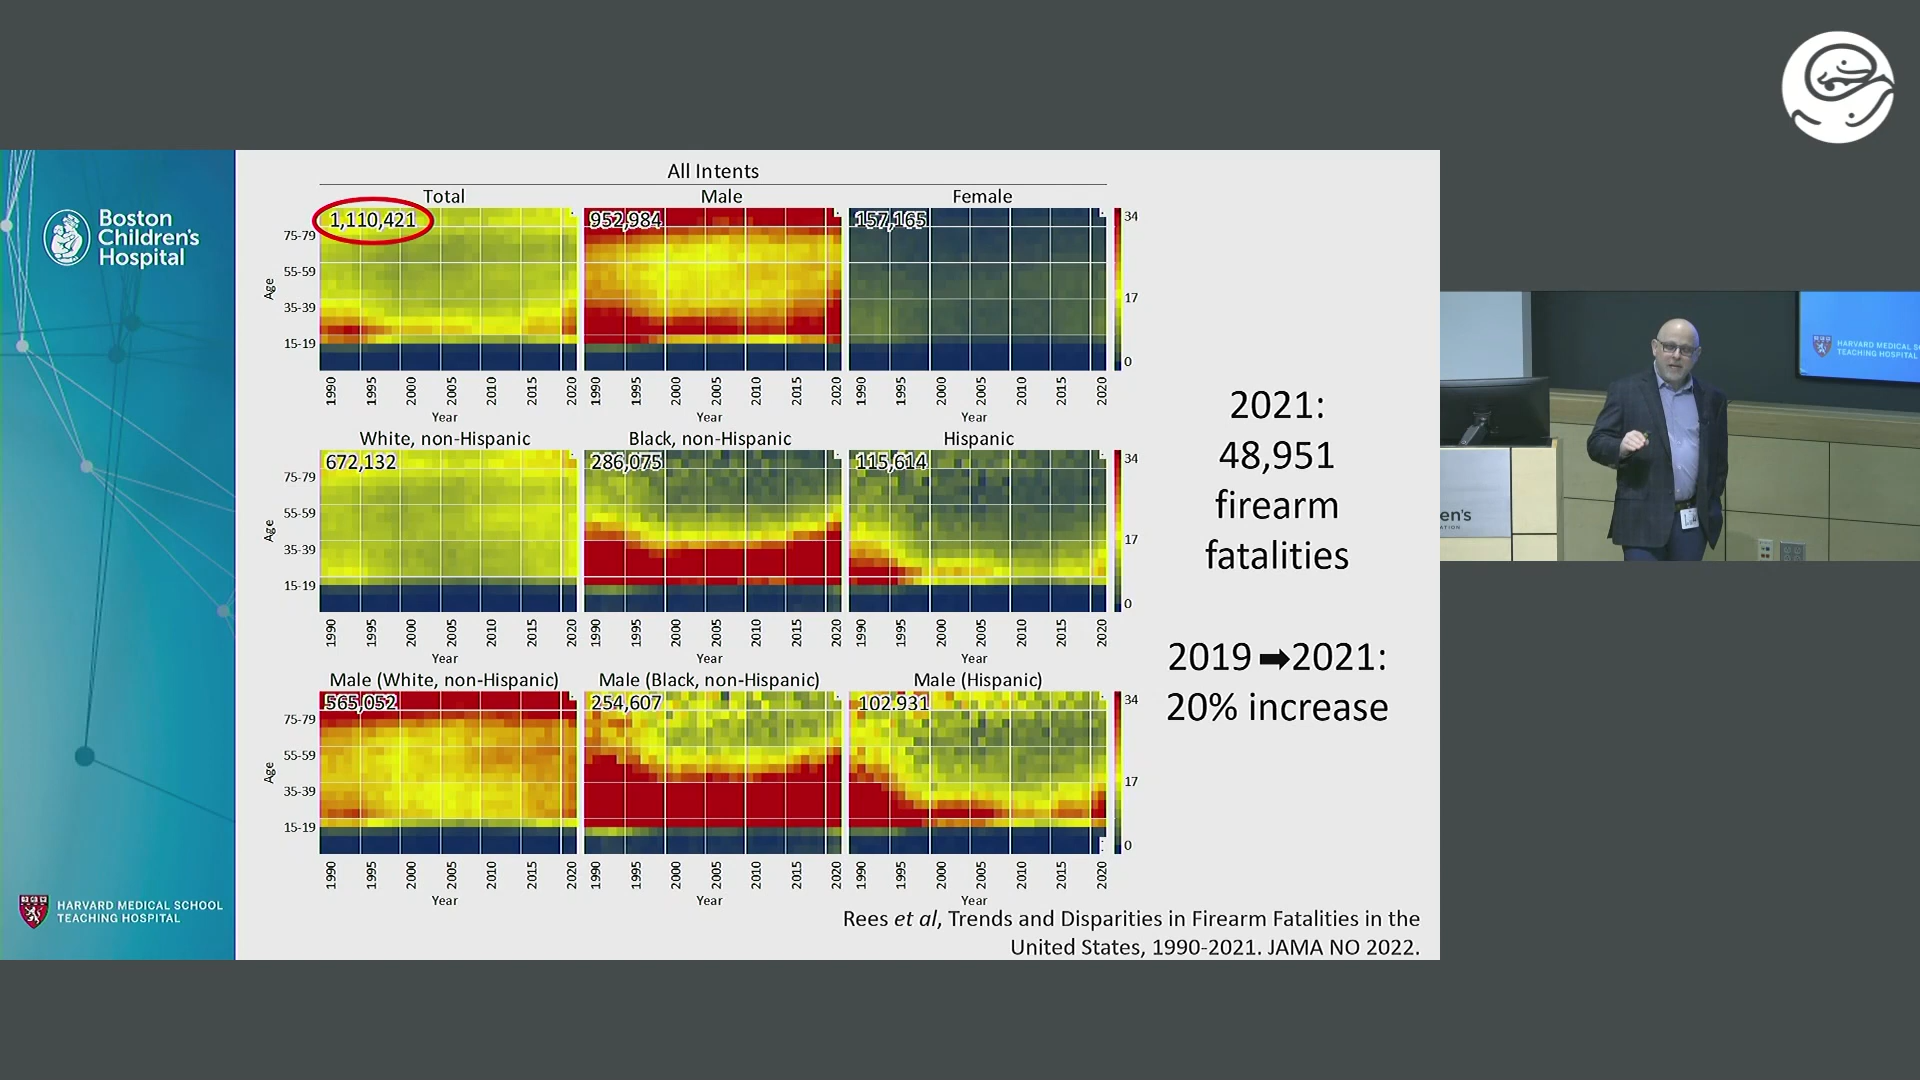 Boston
Children's
Hospital
All Intents
Total
Male
Female
1,110,421
952,984
157,165
75-79
55-59
35-39
15-19
Age
34
17
0
1990 1995 2000 2005 2010 2015 2020
1990 1995 2000 2005 2010 2015 2020
1990 1995 2000 2005 2010 2015 2020
Year
Year
Year
White, non-Hispanic
Black, non-Hispanic
Hispanic
672,132
286,075
115,614
75-79
55-59
35-39
15-19
Age
34
17
0
1990 1995 2000 2005 2010 2015 2020
1990 1995 2000 2005 2010 2015 2020
1990 1995 2000 2005 2010 2015 2020
Year
Year
Year
Male (White, non-Hispanic)
Male (Black, non-Hispanic)
Male (Hispanic)
565,052
254,607
102.931
75-79
55-59
35-39
15-19
Age
34
17
0
1990 1995 2000 2005 2010 2015 2020
1990 1995 2000 2005 2010 2015 2020
1990 1995 2000 2005 2010 2015 2020
Year
Year
Year
2021:
48,951
firearm
fatalities
2019 ➡2021:
20% increase
Rees et al, Trends and Disparities in Firearm Fatalities in the
United States, 1990-2021. JAMA NO 2022.
HARVARD MEDICAL SCHOOL
TEACHING HOSPITAL
HARVARD MEDICAL S
TEACHING HOSPITAL
en's